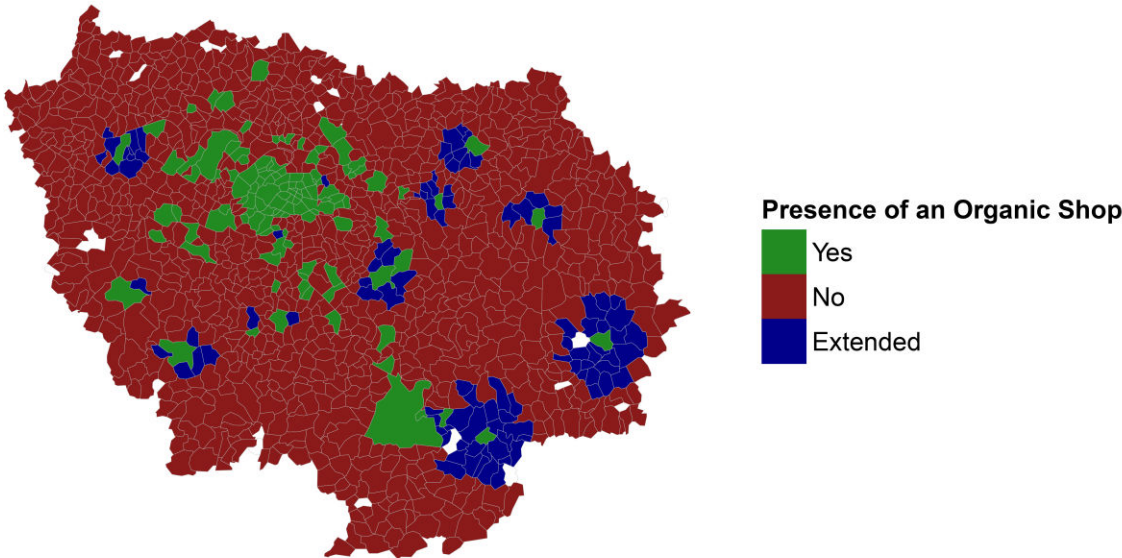 Presence of an Organic Shop
Yes
No
Extended